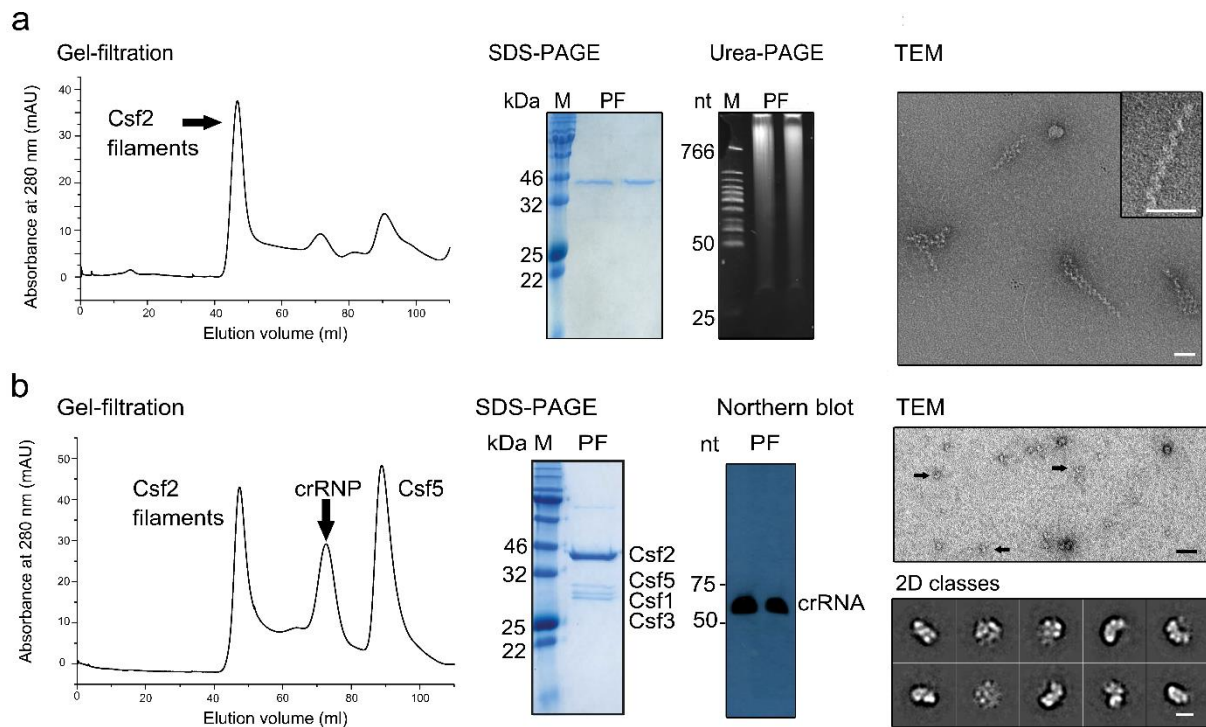 a
Gel-filtration
SDS-PAGE
Urea-PAGE
TEM
Absorbance at 280 nm (mAU)
40
30
20
10
0
0 20 40 60 80 100
Elution volume (ml)
Csf2
filaments
kDa M PF
46
32
25
22
nt M PF
766
50
25
b
Gel-filtration
SDS-PAGE
Northern blot
TEM
Absorbance at 280 nm (mAU)
50
40
30
20
10
0
0 20 40 60 80 100
Elution volume (ml)
Csf2
filaments
crRNP
Csf5
kDa M PF
46
32
25
22
Csf2
Csf5
Csf1
Csf3
nt PF
75
50
crRNA
2D classes